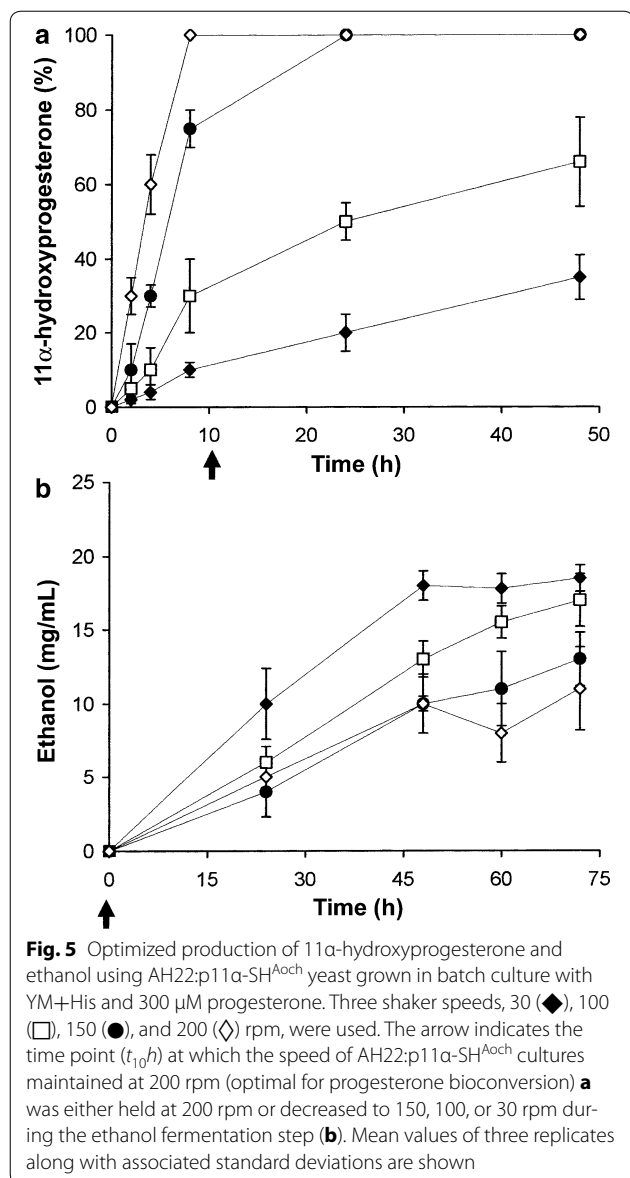 a
100
80
60
40
20
0
11α-hydroxyprogesterone (%)
0 10 20 30 40 50
Time (h)
b
25
20
15
10
5
0
Ethanol (mg/mL)
0 15 30 45 60 75
Time (h)
Fig. 5 Optimized production of 11α-hydroxyprogesterone and
ethanol using AH22:p11α-SH^Aoch yeast grown in batch culture with
YM+His and 300 µM progesterone. Three shaker speeds, 30 (◆), 100
(□), 150 (●), and 200 (◇) rpm, were used. The arrow indicates the
time point (t₁₀h) at which the speed of AH22:p11α-SH^Aoch cultures
maintained at 200 rpm (optimal for progesterone bioconversion) a
was either held at 200 rpm or decreased to 150, 100, or 30 rpm dur-
ing the ethanol fermentation step (b). Mean values of three replicates
along with associated standard deviations are shown